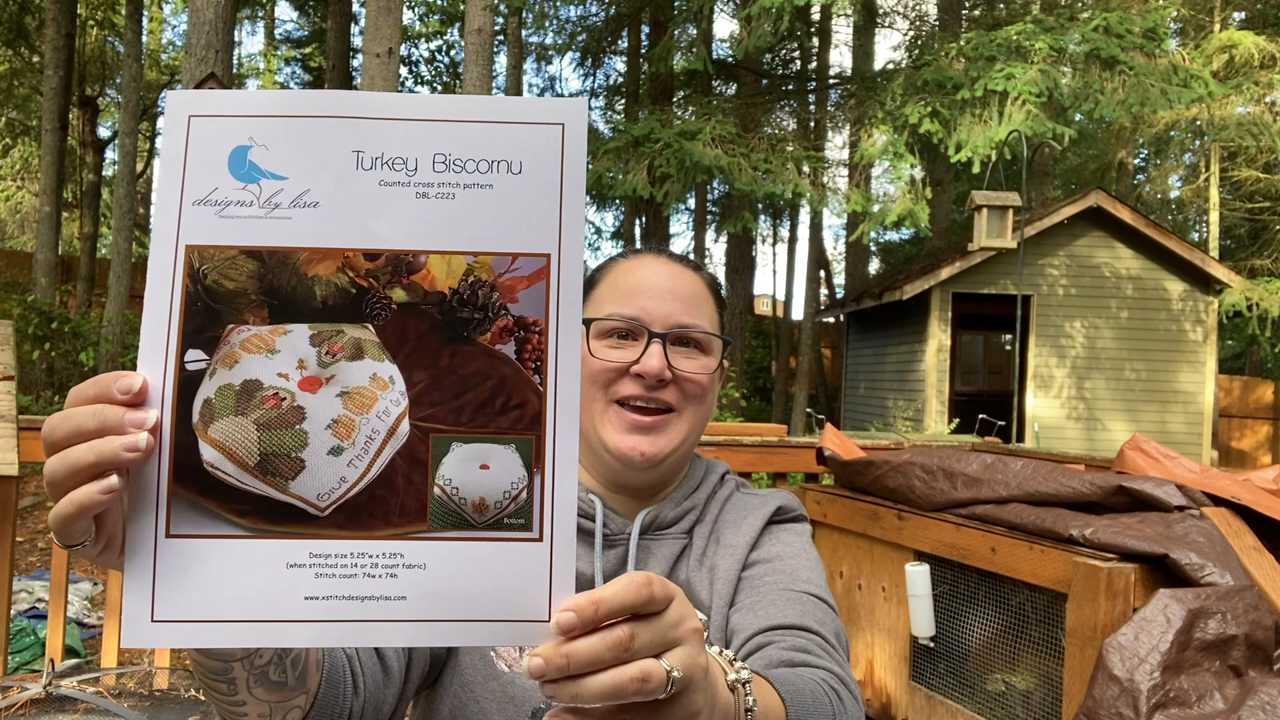 Turkey Biscornu
Counted cross stitch pattern
DBL-C223
designs by lisa
Give Thanks For Our
Bottom
Design size 5.25"w x 5.25"h
(when stitched on 14 or 28 count fabric)
Stitch count: 74w x 74h
www.xstitchdesignsbylisa.com